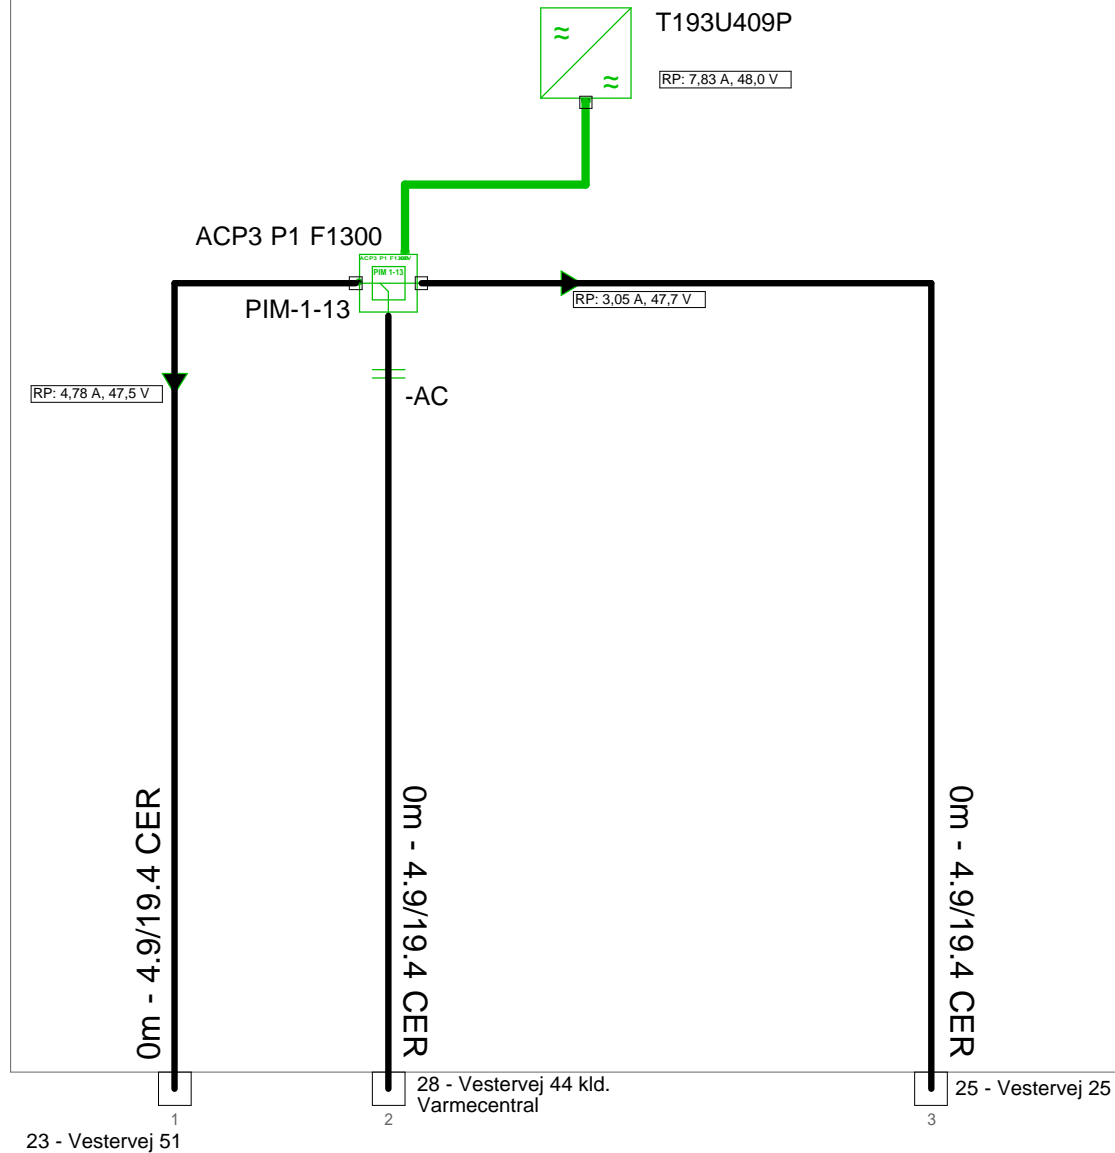 T193U409P
RP: 7,83 A, 48,0 V
ACP3 P1 F1300
PIM 1-13
PIM-1-13
RP: 3,05 A, 47,7 V
RP: 4,78 A, 47,5 V
-AC
0m - 4.9/19.4 CER
0m - 4.9/19.4 CER
0m - 4.9/19.4 CER
28 - Vestervej 44 kld.
Varmecentral
25 - Vestervej 25
1
2
3
23 - Vestervej 51